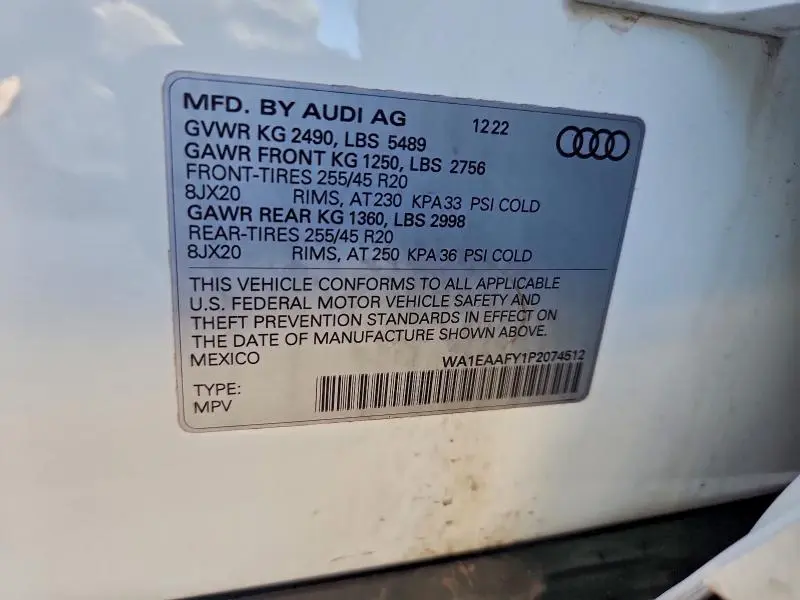 MFD. BY AUDI AG 1222
GVWR KG 2490, LBS 5489
GAWR FRONT KG 1250, LBS 2756
FRONT-TIRES 255/45 R20
8JX20 RIMS, AT 230 KPA 33 PSI COLD
GAWR REAR KG 1360, LBS 2998
REAR-TIRES 255/45 R20
8JX20 RIMS, AT 250 KPA 36 PSI COLD
THIS VEHICLE CONFORMS TO ALL APPLICABLE
U.S. FEDERAL MOTOR VEHICLE SAFETY AND
THEFT PREVENTION STANDARDS IN EFFECT ON
THE DATE OF MANUFACTURE SHOWN ABOVE.
MEXICO WA1EAAFY1P2074512
TYPE:
MPV